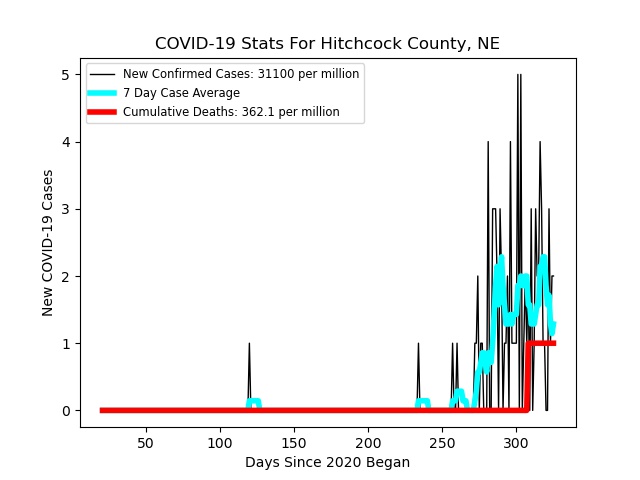 COVID-19 Stats For Hitchcock County, NE
New Confirmed Cases: 31100 per million
7 Day Case Average
Cumulative Deaths: 362.1 per million
New COVID-19 Cases
5
4
3
2
1
0
50 100 150 200 250 300
Days Since 2020 Began